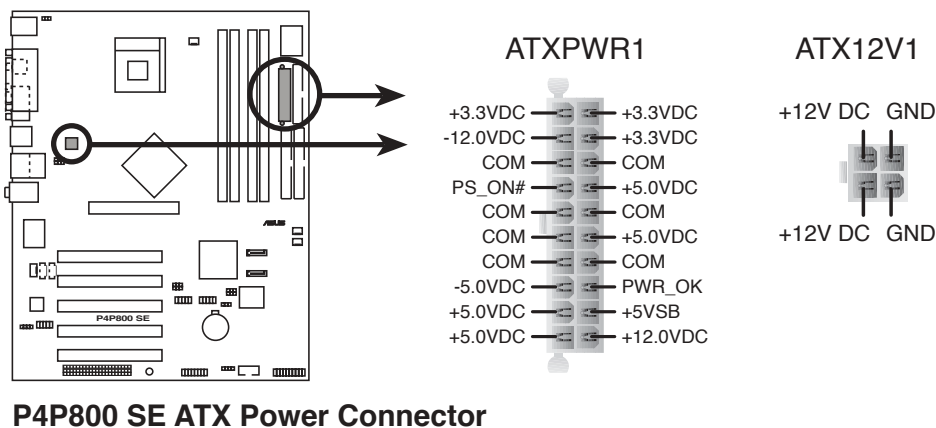 ATXPWR1
ATX12V1
+3.3VDC +3.3VDC
-12.0VDC +3.3VDC
COM COM
PS_ON# +5.0VDC
COM COM
COM +5.0VDC
COM COM
-5.0VDC PWR_OK
+5.0VDC +5VSB
+5.0VDC +12.0VDC
+12V DC GND
+12V DC GND
ASUS
P4P800 SE
P4P800 SE ATX Power Connector